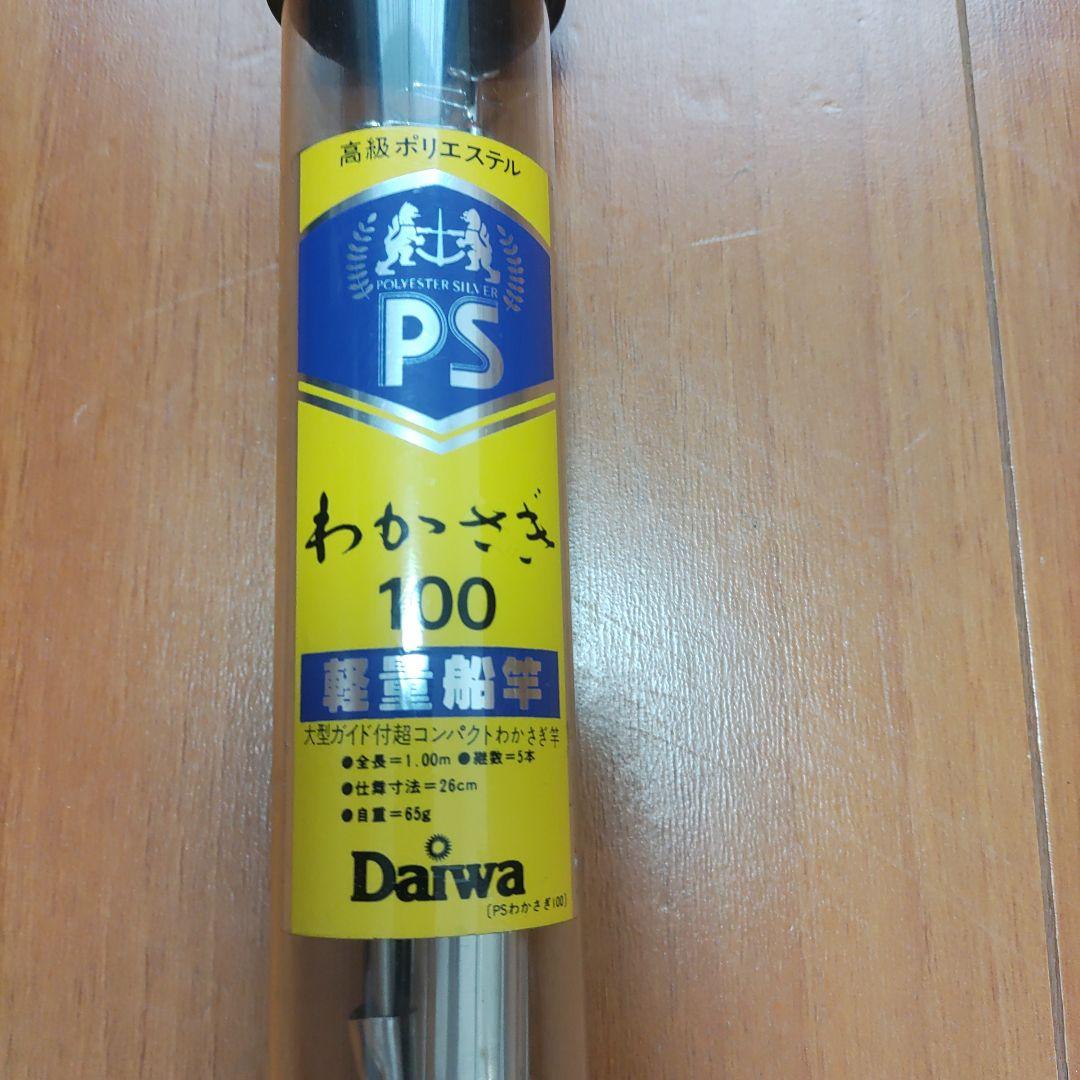 高級ポリエステル
POLYESTER SILVER
PS
わかさぎ
100
軽量船竿
大型ガイド付超コンパクトわかさぎ竿
●全長＝1.00m ●継数＝5本
●仕舞寸法＝26cm
●自重＝65g
Daiwa
(PSわかさぎ100)